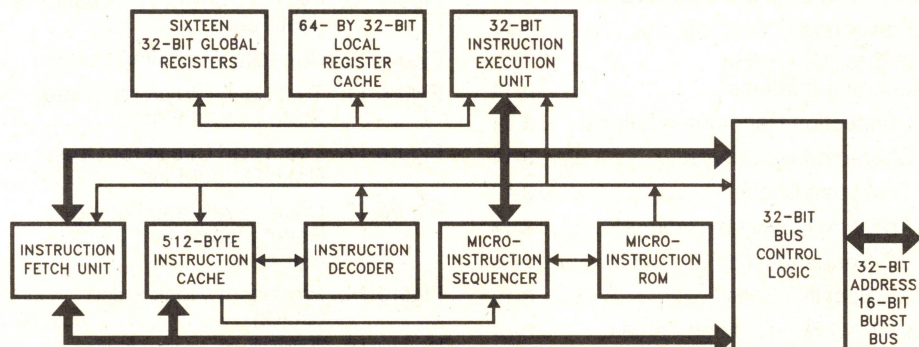 SIXTEEN
32-BIT GLOBAL
REGISTERS
64- BY 32-BIT
LOCAL
REGISTER
CACHE
32-BIT
INSTRUCTION
EXECUTION
UNIT
INSTRUCTION
FETCH UNIT
512-BYTE
INSTRUCTION
CACHE
INSTRUCTION
DECODER
MICRO-
INSTRUCTION
SEQUENCER
MICRO-
INSTRUCTION
ROM
32-BIT
BUS
CONTROL
LOGIC
32-BIT
ADDRESS
16-BIT
BURST
BUS